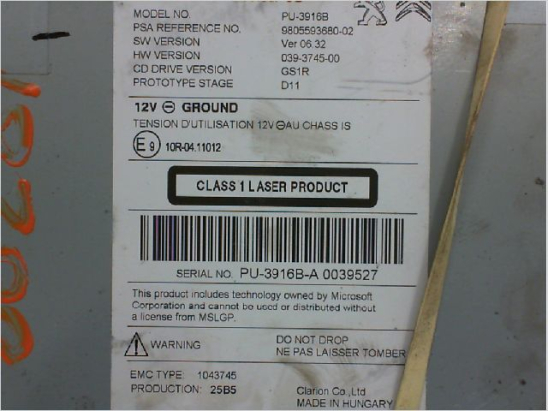 MODEL NO. PU-3916B
PSA REFERENCE NO. 9805593680-02
SW VERSION Ver 06.32
HW VERSION 039-3745-00
CD DRIVE VERSION GS1R
PROTOTYPE STAGE D11
12V ⊖ GROUND
TENSION D'UTILISATION 12V⊖AU CHASS IS
E9 10R-04.11012
CLASS 1 LASER PRODUCT
SERIAL NO. PU-3916B-A 0039527
This product includes technology owned by Microsoft
Corporation and cannot be used or distributed without
a license from MSLGP.
WARNING DO NOT DROP
NE PAS LAISSER TOMBER
EMC TYPE: 1043745
PRODUCTION: 25B5
Clarion Co.,Ltd
MADE IN HUNGARY